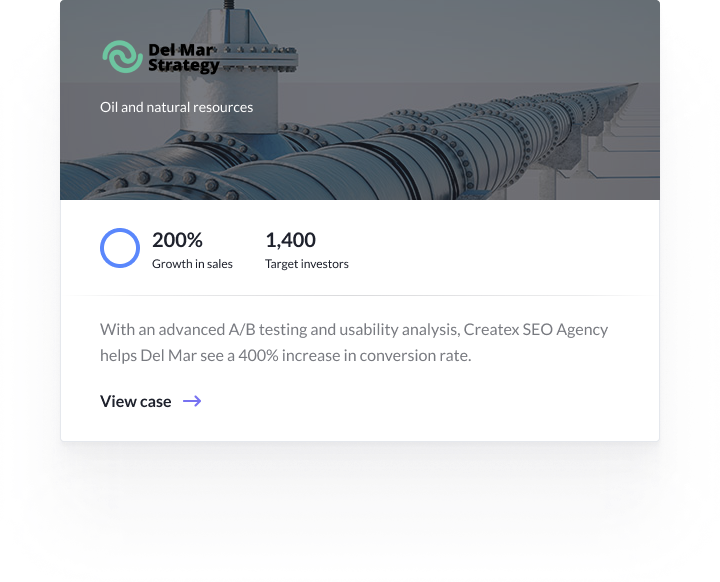 Del Mar
Strategy
Oil and natural resources
200%
Growth in sales
1,400
Target investors
With an advanced A/B testing and usability analysis, Createx SEO Agency
helps Del Mar see a 400% increase in conversion rate.
View case